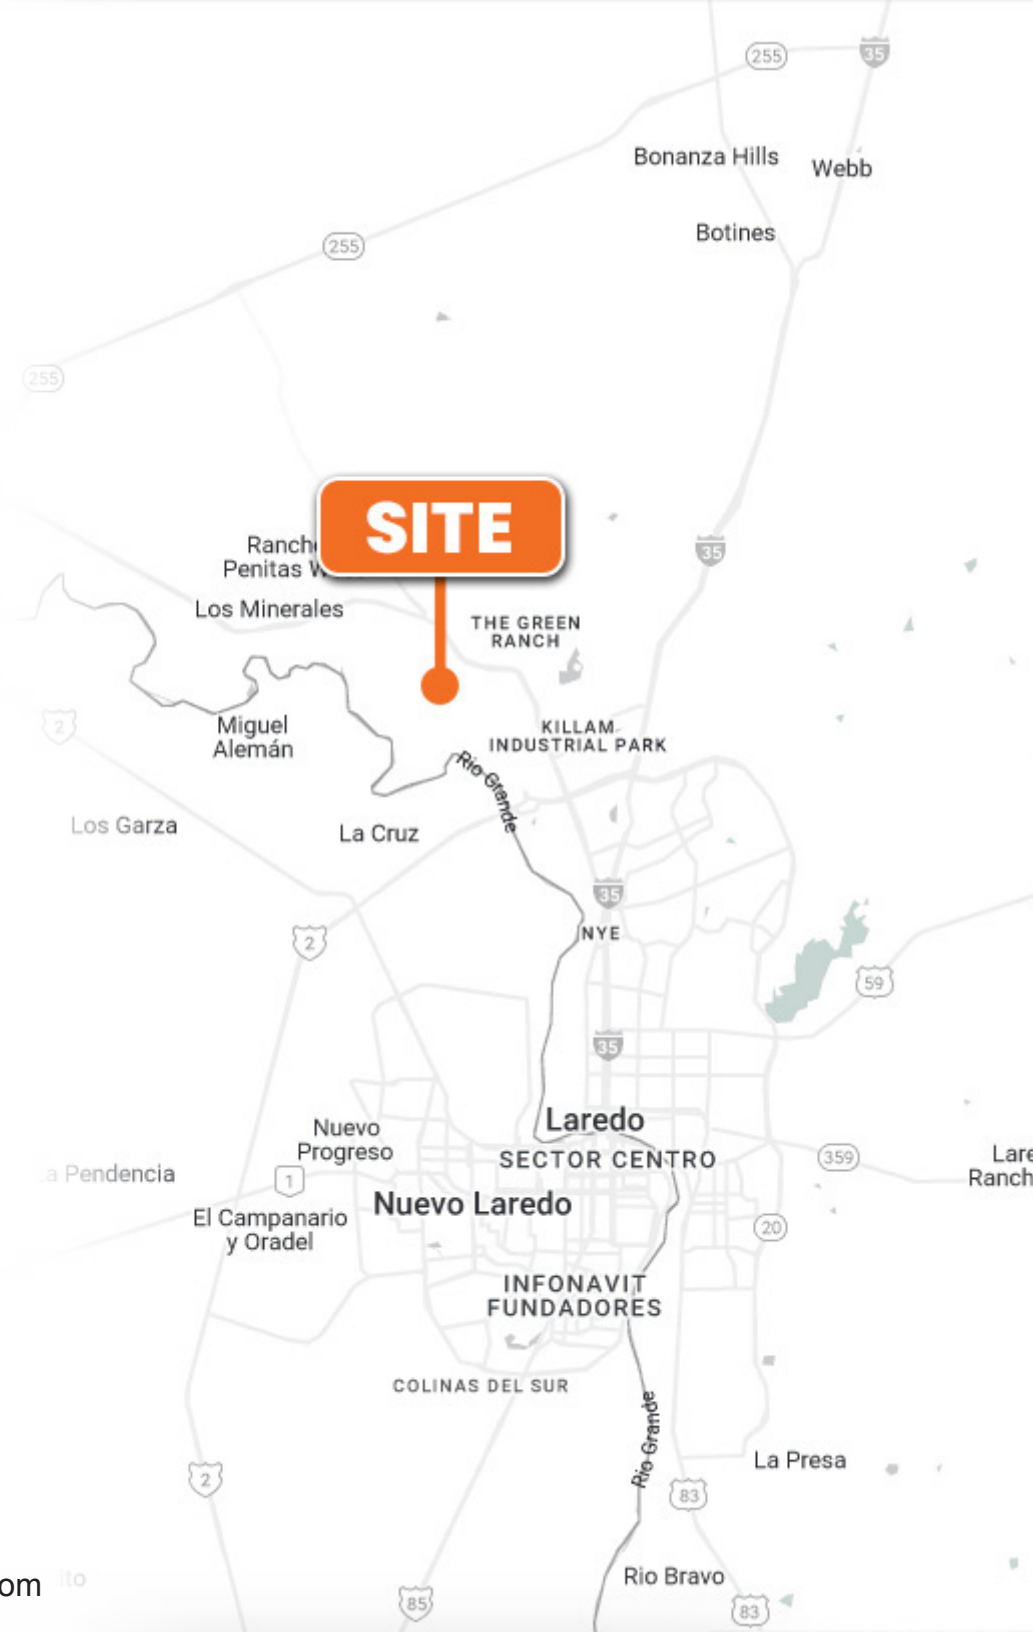 255
35
Bonanza Hills
Webb
Botines
255
255
SITE
35
Ranch
Penitas W
Los Minerales
THE GREEN
RANCH
2
Miguel
Alemán
KILLAM
INDUSTRIAL PARK
Rio Grande
Los Garza
La Cruz
35
2
NYE
59
35
Laredo
Nuevo
Progreso
SECTOR CENTRO
359
Lare
Ranch
a Pendencia
1
Nuevo Laredo
El Campanario
y Oradel
20
INFONAVIT
FUNDADORES
COLINAS DEL SUR
Rio Grande
La Presa
2
83
om
ito
Rio Bravo
85
83